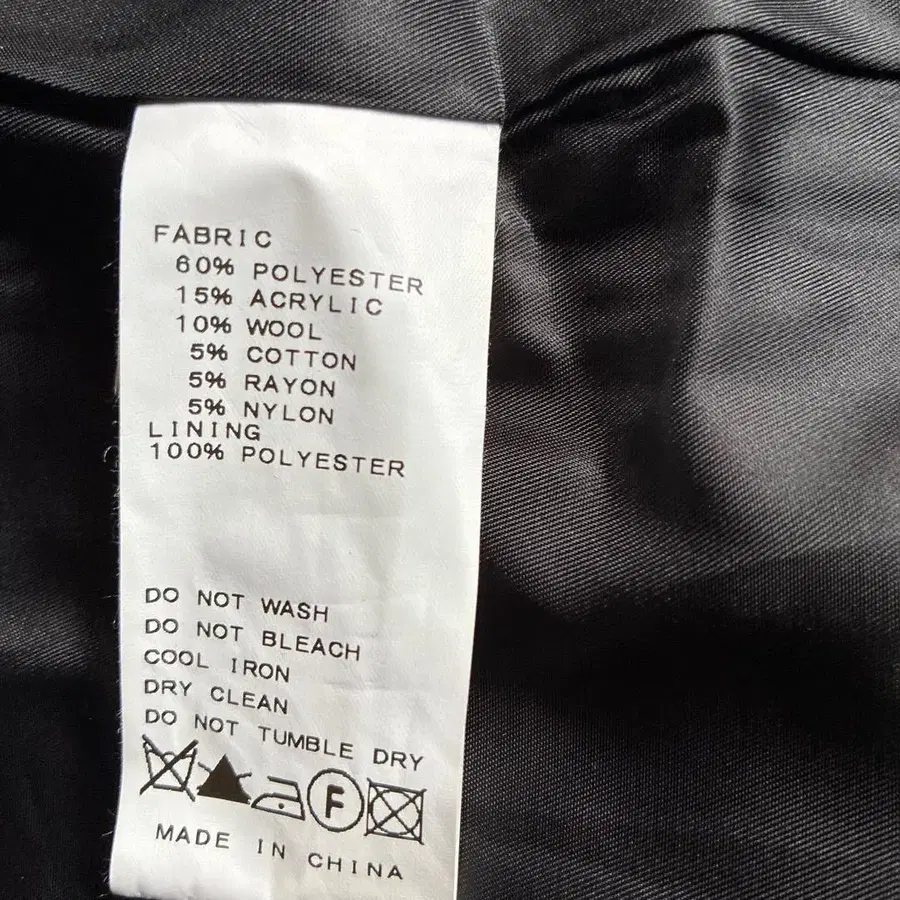 FABRIC
60% POLYESTER
15% ACRYLIC
10% WOOL
5% COTTON
5% RAYON
5% NYLON
LINING
100% POLYESTER
DO NOT WASH
DO NOT BLEACH
COOL IRON
DRY CLEAN
DO NOT TUMBLE DRY
F
MADE IN CHINA